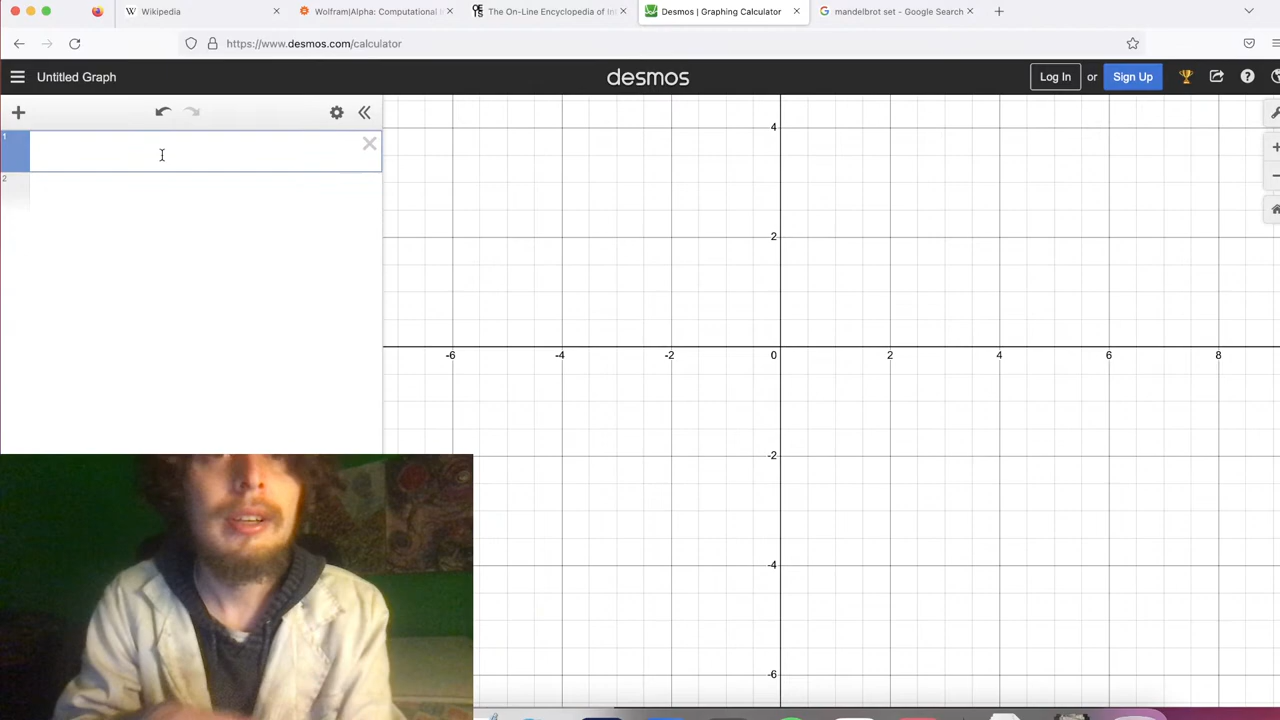 Wikipedia
Wolfram|Alpha: Computational I
The On-Line Encyclopedia of In
Desmos | Graphing Calculator
mandelbrot set - Google Search
https://www.desmos.com/calculator
Untitled Graph
desmos
Log In or Sign Up
1
2
4
2
-6 -4 -2 0 2 4 6 8
-2
-4
-6